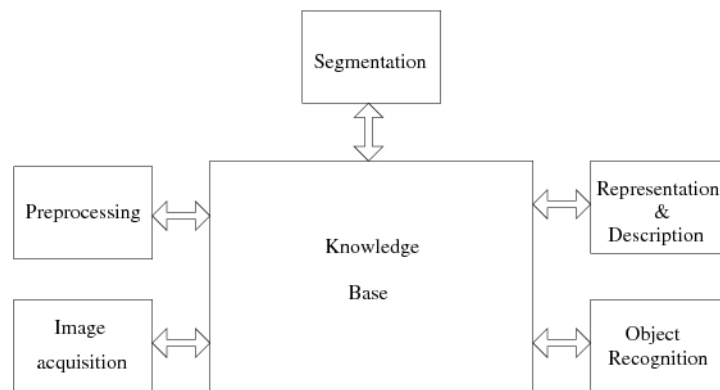 Segmentation
Preprocessing
Representation
&
Description
Knowledge
Base
Image
acquisition
Object
Recognition